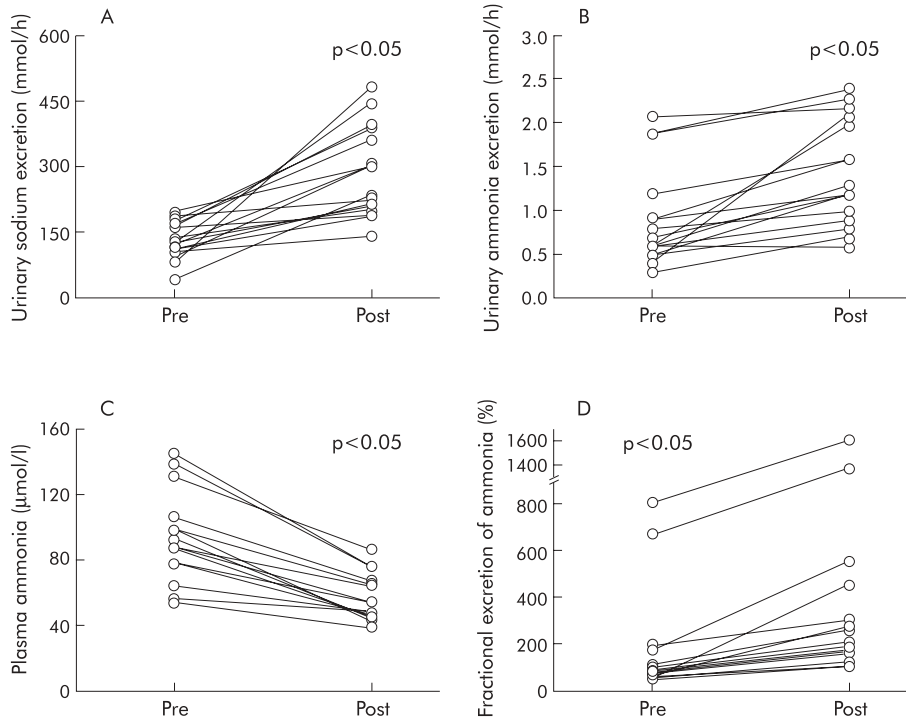 A
Urinary sodium excretion (mmol/h)
600
450
300
150
0
p<0.05
Pre
Post
B
Urinary ammonia excretion (mmol/h)
3.0
2.5
2.0
1.5
1.0
0.5
0.0
p<0.05
Pre
Post
C
Plasma ammonia (μmol/l)
160
120
80
40
0
p<0.05
Pre
Post
D
Fractional excretion of ammonia (%)
1600
1400
800
600
400
200
0
p<0.05
Pre
Post